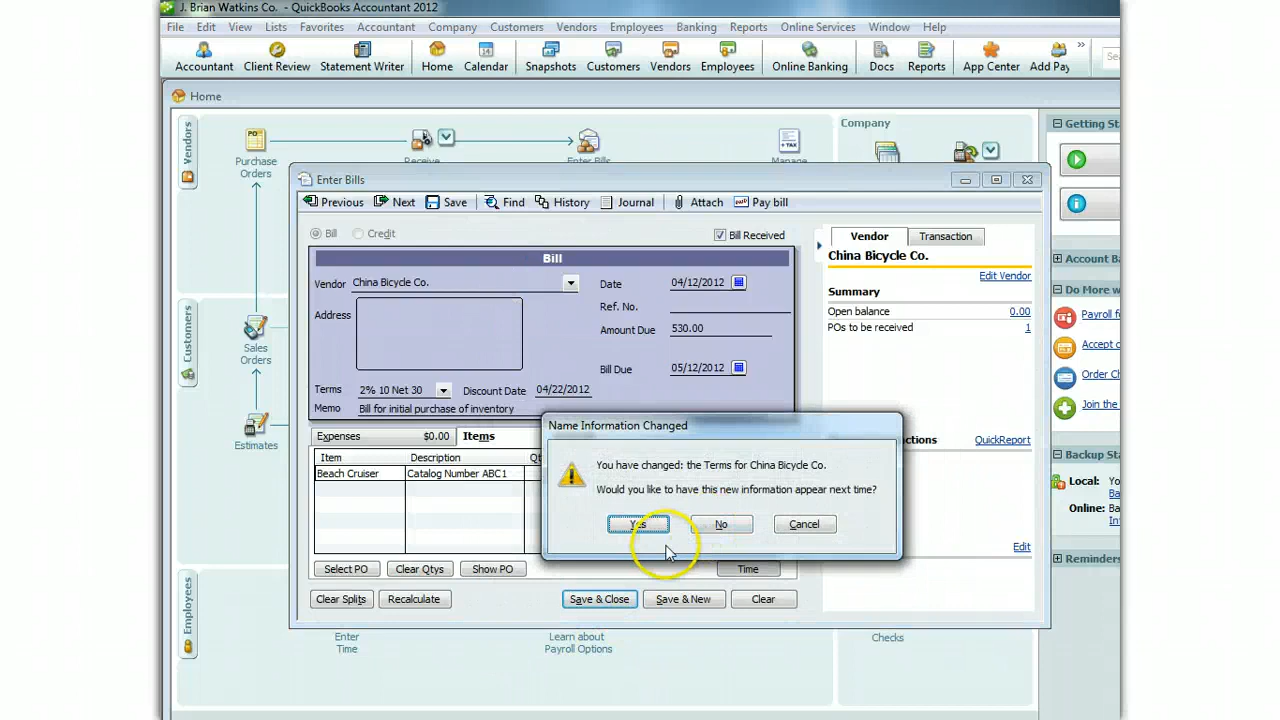 J. Brian Watkins Co. - QuickBooks Accountant 2012
File Edit View Lists Favorites Accountant Company Customers Vendors Employees Banking Reports Online Services Window Help
Accountant Client Review Statement Writer Home Calendar Snapshots Customers Vendors Employees Online Banking Docs Reports App Center Add Pay
Home
Vendors
Purchase
Orders
Company
Getting
Enter Bills
Previous Next Save Find History Journal Attach Pay bill
Bill Credit
Bill Received
Bill
Vendor China Bicycle Co.
Date 04/12/2012
Ref. No.
Address
Amount Due 530.00
Bill Due 05/12/2012
Terms 2% 10 Net 30 Discount Date 04/22/2012
Memo Bill for initial purchase of inventory
Vendor Transaction
China Bicycle Co.
Edit Vendor
Summary
Open balance 0.00
POs to be received 1
QuickReport
Edit
Expenses $0.00 Items
Item Description
Beach Cruiser Catalog Number ABC1
Name Information Changed
You have changed: the Terms for China Bicycle Co.
Would you like to have this new information appear next time?
Yes No Cancel
Select PO Clear Qtys Show PO Time
Clear Splits Recalculate Save & Close Save & New Clear
Customers
Sales
Orders
Estimates
Employees
Enter
Time
Learn about
Payroll Options
Checks
Account
Do More
Payroll
Accept
Order
Join the
Backup
Local:
Online:
Reminders